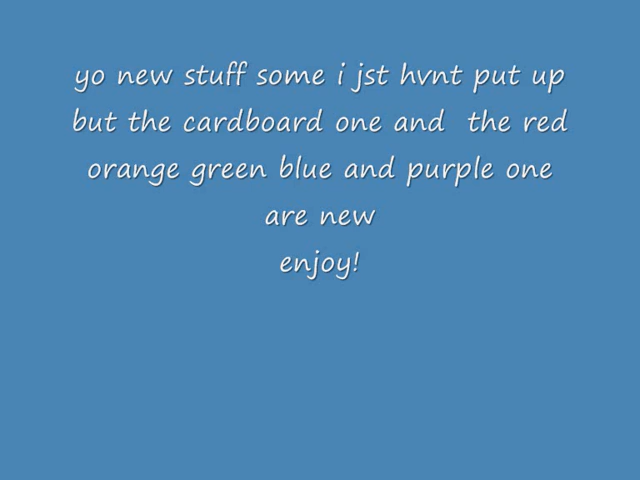 yo new stuff some i jst hvnt put up
but the cardboard one and  the red
orange green blue and purple one
are new
enjoy!